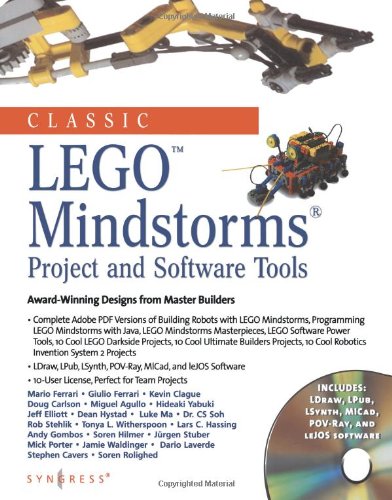 CLASSIC
LEGO™
Mindstorms®
Project and Software Tools
Award-Winning Designs from Master Builders
• Complete Adobe PDF Versions of Building Robots with LEGO Mindstorms, Programming
LEGO Mindstorms with Java, LEGO Mindstorms Masterpieces, LEGO Software Power
Tools, 10 Cool LEGO Darkside Projects, 10 Cool Ultimate Builders Projects, 10 Cool Robotics
Invention System 2 Projects
• LDraw, LPub, LSynth, POV-Ray, MlCad, and leJOS Software
• 10-User License, Perfect for Team Projects
Mario Ferrari • Giulio Ferrari • Kevin Clague
Doug Carlson • Miguel Agullo • Hideaki Yabuki
Jeff Elliott • Dean Hystad • Luke Ma • Dr. CS Soh
Rob Stehlik • Tonya L. Witherspoon • Lars C. Hassing
Andy Gombos • Soren Hilmer • Jürgen Stuber
Mick Porter • Jamie Waldinger • Dario Laverde
Stephen Cavers • Soren Rolighed
INCLUDES:
LDRAW, LPUB,
LSYNTH, MLCAD,
POV-RAY, AND
LEJOS SOFTWARE
SYNGRESS®